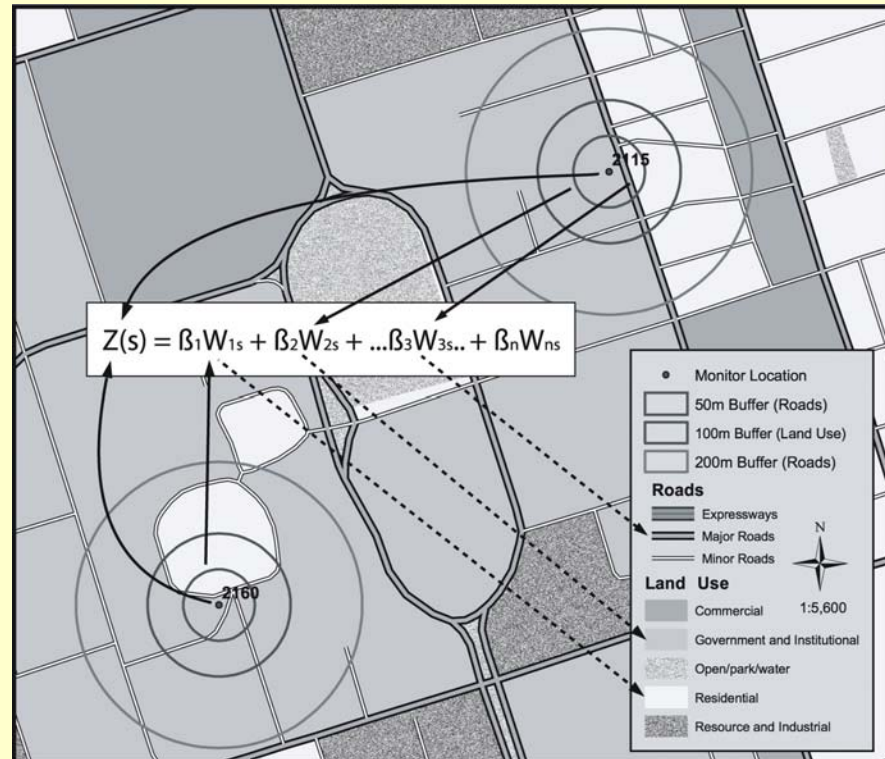 2115
Z(s) = ß₁W₁ₛ + ß₂W₂ₛ + ...ß₃W₃ₛ.. + ßₙWₙₛ
2160
Monitor Location
50m Buffer (Roads)
100m Buffer (Land Use)
200m Buffer (Roads)
Roads
Expressways
Major Roads
Minor Roads
N
1:5,600
Land Use
Commercial
Government and Institutional
Open/park/water
Residential
Resource and Industrial